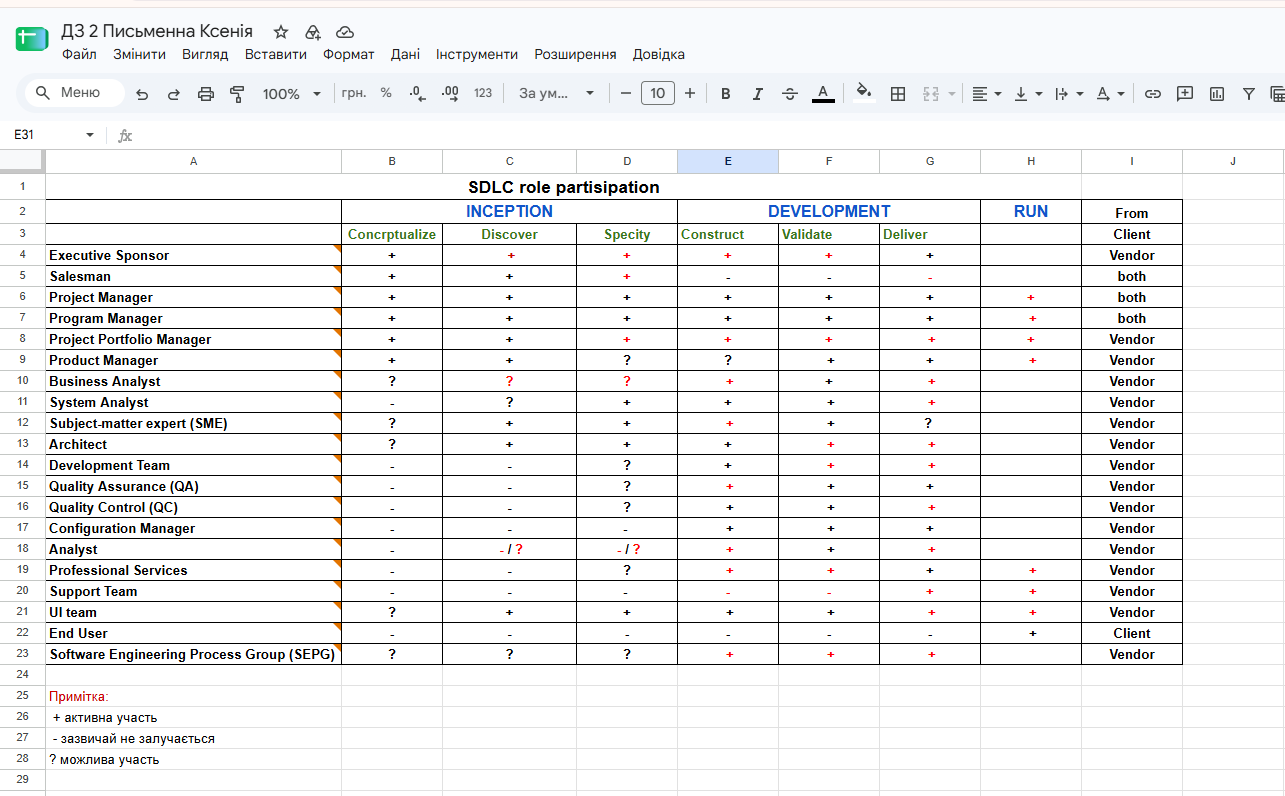 ДЗ 2 Письменна Ксенія
Файл Змінити Вигляд Вставити Формат Дані Інструменти Розширення Довідка
Меню 100% грн. % .0 .00 123 За ум... − 10 + B I A
E31 fx
A B C D E F G H I J
1 SDLC role partisipation
2 INCEPTION DEVELOPMENT RUN From
3 Concrptualize Discover Specity Construct Validate Deliver Client
4 Executive Sponsor + + + + + + Vendor
5 Salesman + + + - - - both
6 Project Manager + + + + + + + both
7 Program Manager + + + + + + + both
8 Project Portfolio Manager + + + + + + + Vendor
9 Product Manager + + ? ? + + + Vendor
10 Business Analyst ? ? ? + + + Vendor
11 System Analyst - ? + + + + Vendor
12 Subject-matter expert (SME) ? + + + + ? Vendor
13 Architect ? + + + + + Vendor
14 Development Team - - ? + + + Vendor
15 Quality Assurance (QA) - - ? + + + Vendor
16 Quality Control (QC) - - ? + + + Vendor
17 Configuration Manager - - - + + + Vendor
18 Analyst - - / ? - / ? + + + Vendor
19 Professional Services - - ? + + + + Vendor
20 Support Team - - - - - + + Vendor
21 UI team ? + + + + + + Vendor
22 End User - - - - - - + Client
23 Software Engineering Process Group (SEPG) ? ? ? + + + Vendor
24
25 Примітка:
26 + активна участь
27 - зазвичай не залучається
28 ? можлива участь
29